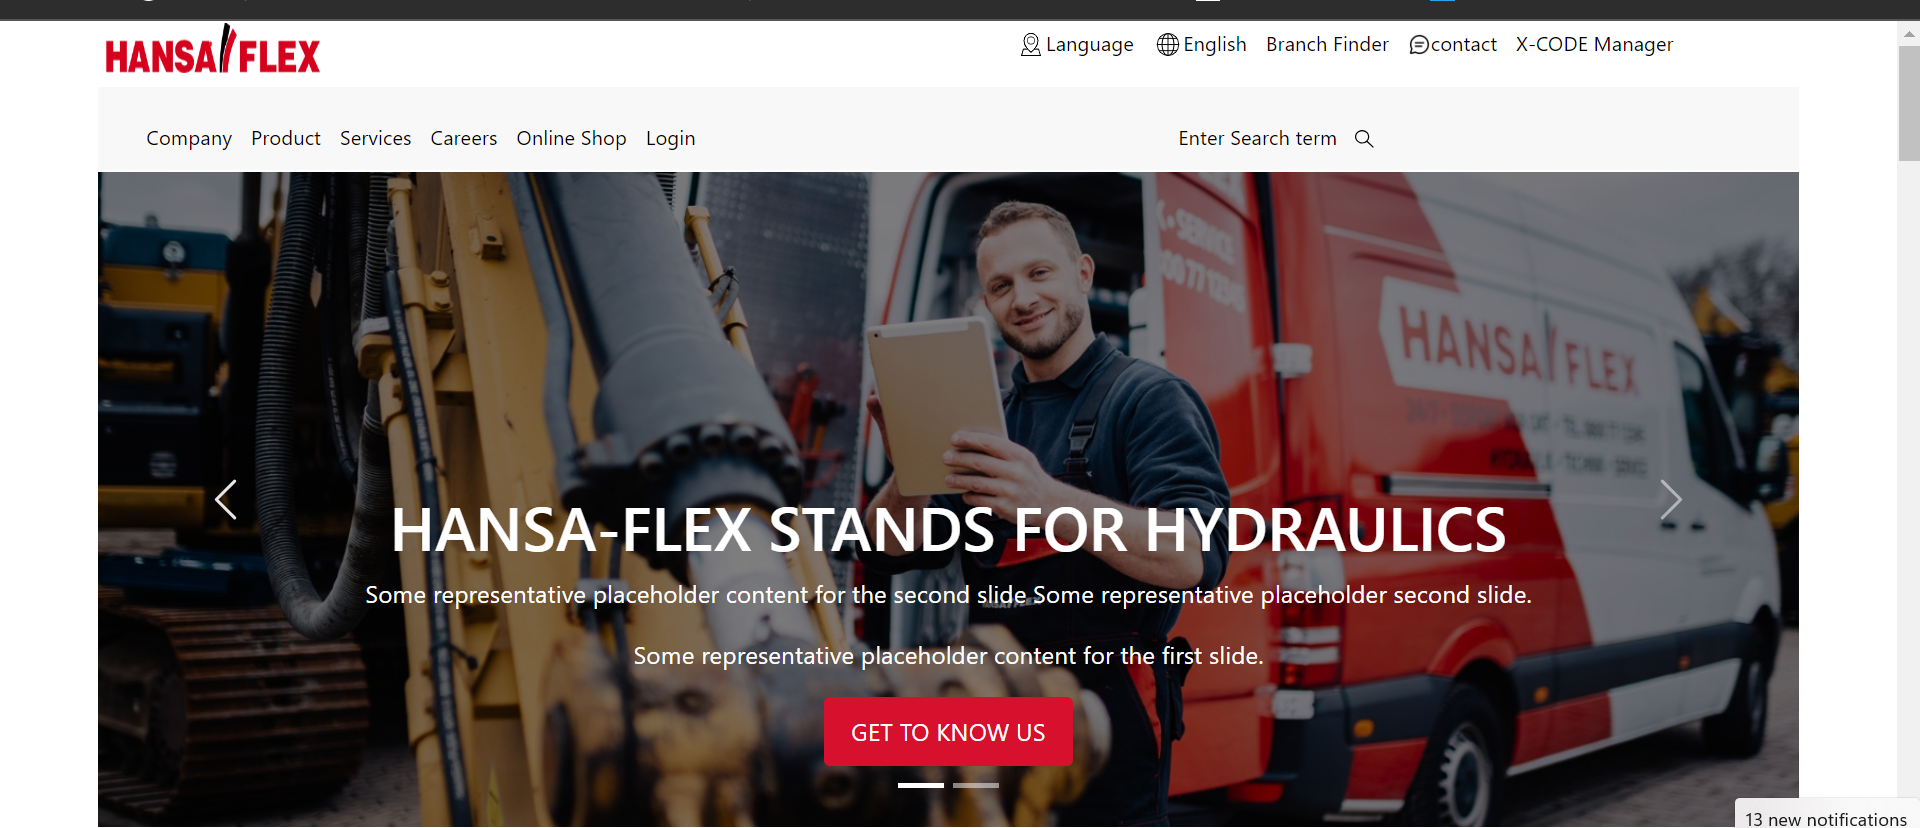 HANSA FLEX
Language English Branch Finder contact X-CODE Manager
Company Product Services Careers Online Shop Login Enter Search term
SERVICE
HANSA FLEX
HANSA-FLEX STANDS FOR HYDRAULICS
Some representative placeholder content for the second slide Some representative placeholder second slide.
Some representative placeholder content for the first slide.
GET TO KNOW US
13 new notifications